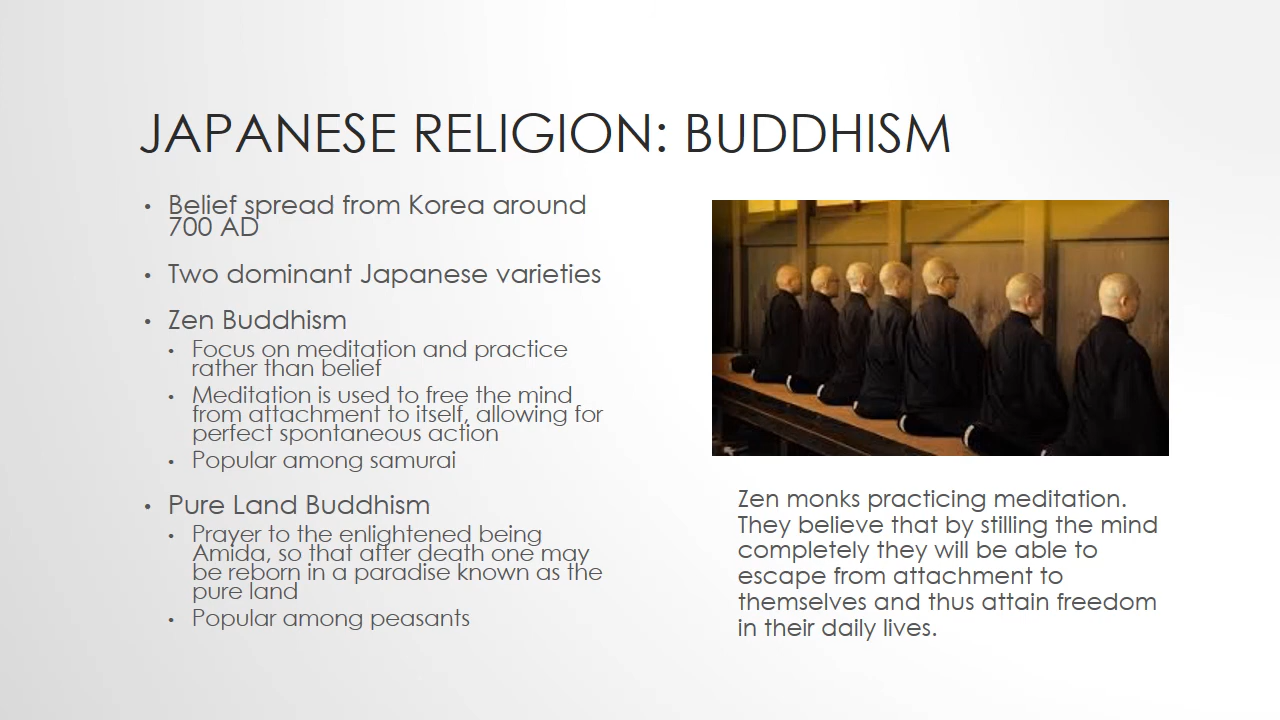 JAPANESE RELIGION: BUDDHISM
• Belief spread from Korea around
700 AD
• Two dominant Japanese varieties
• Zen Buddhism
• Focus on meditation and practice
rather than belief
• Meditation is used to free the mind
from attachment to itself, allowing for
perfect spontaneous action
• Popular among samurai
• Pure Land Buddhism
• Prayer to the enlightened being
Amida, so that after death one may
be reborn in a paradise known as the
pure land
• Popular among peasants
Zen monks practicing meditation.
They believe that by stilling the mind
completely they will be able to
escape from attachment to
themselves and thus attain freedom
in their daily lives.